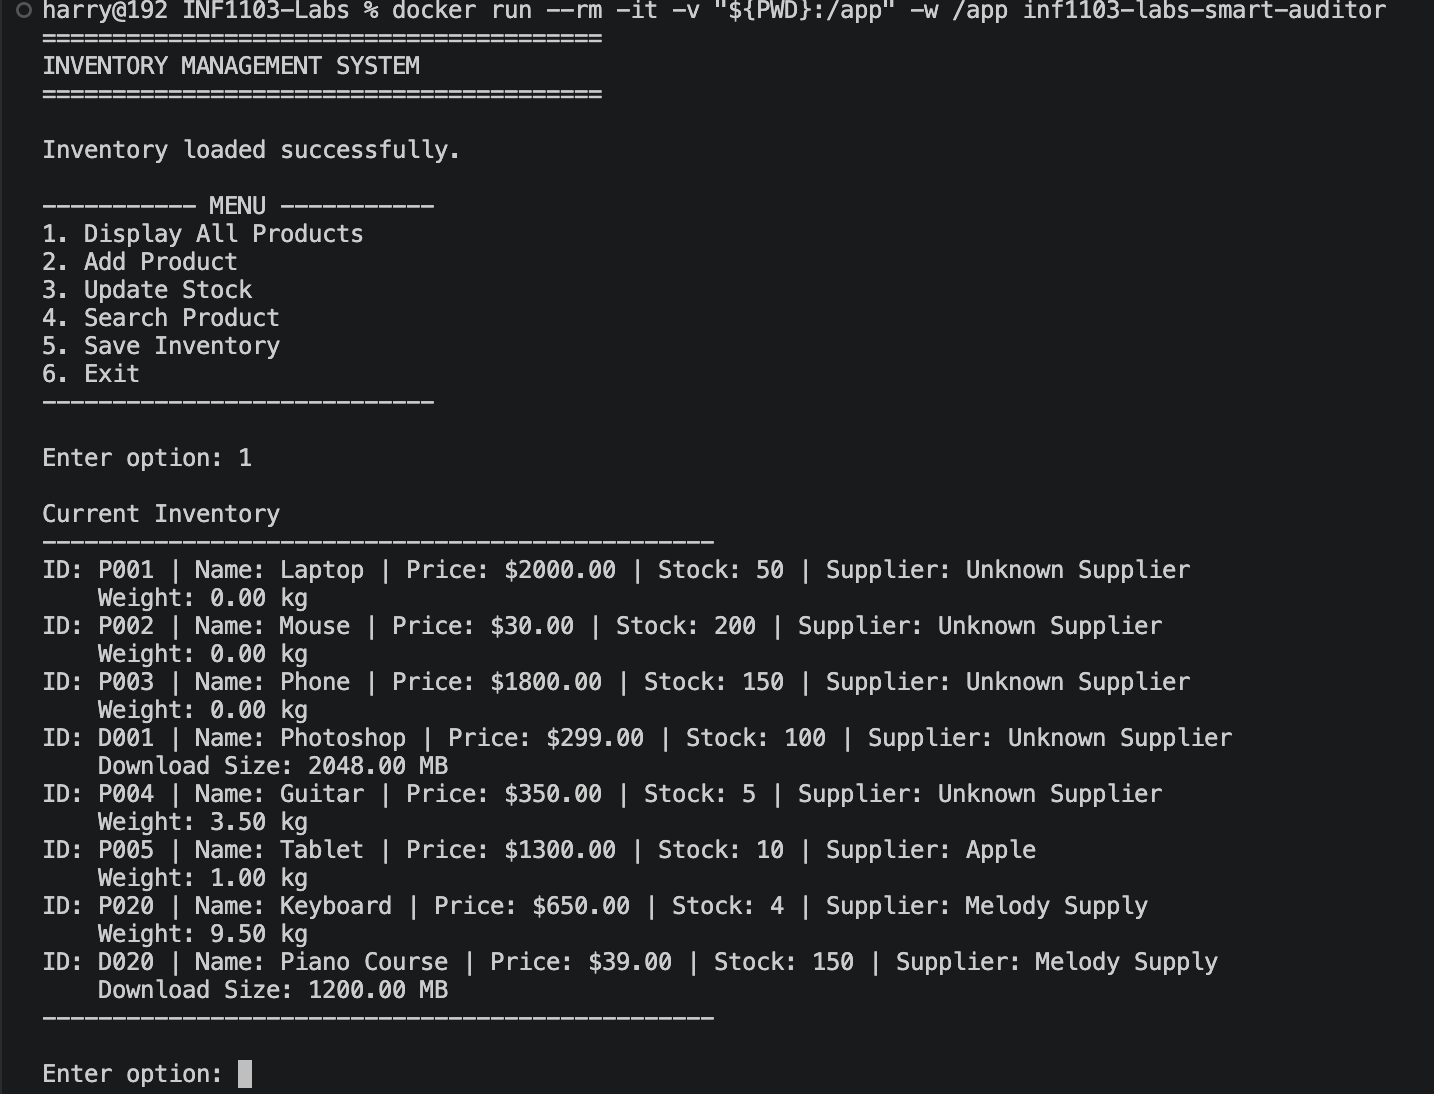 harry@192 INF1103-Labs % docker run --rm -it -v "${PWD}:/app" -w /app inf1103-labs-smart-auditor
========================================
INVENTORY MANAGEMENT SYSTEM
========================================
Inventory loaded successfully.
----------- MENU -----------
1. Display All Products
2. Add Product
3. Update Stock
4. Search Product
5. Save Inventory
6. Exit
----------------------------
Enter option: 1
Current Inventory
------------------------------------------------
ID: P001 | Name: Laptop | Price: $2000.00 | Stock: 50 | Supplier: Unknown Supplier
    Weight: 0.00 kg
ID: P002 | Name: Mouse | Price: $30.00 | Stock: 200 | Supplier: Unknown Supplier
    Weight: 0.00 kg
ID: P003 | Name: Phone | Price: $1800.00 | Stock: 150 | Supplier: Unknown Supplier
    Weight: 0.00 kg
ID: D001 | Name: Photoshop | Price: $299.00 | Stock: 100 | Supplier: Unknown Supplier
    Download Size: 2048.00 MB
ID: P004 | Name: Guitar | Price: $350.00 | Stock: 5 | Supplier: Unknown Supplier
    Weight: 3.50 kg
ID: P005 | Name: Tablet | Price: $1300.00 | Stock: 10 | Supplier: Apple
    Weight: 1.00 kg
ID: P020 | Name: Keyboard | Price: $650.00 | Stock: 4 | Supplier: Melody Supply
    Weight: 9.50 kg
ID: D020 | Name: Piano Course | Price: $39.00 | Stock: 150 | Supplier: Melody Supply
    Download Size: 1200.00 MB
------------------------------------------------
Enter option: